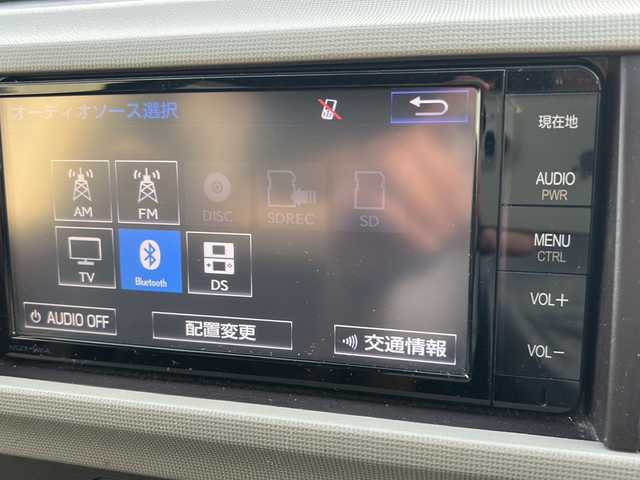 オーディオソース選択
AM
FM
DISC
SDREC
SD
TV
Bluetooth
DS
AUDIO OFF
配置変更
交通情報
現在地
AUDIO
PWR
MENU
CTRL
VOL+
VOL−